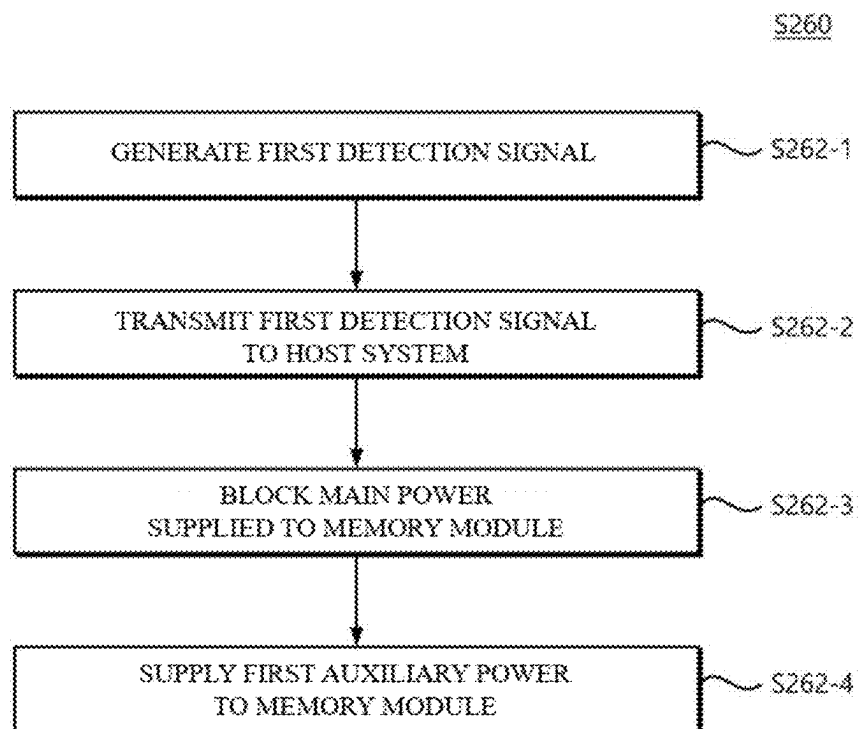 S260
GENERATE FIRST DETECTION SIGNAL
S262-1
TRANSMIT FIRST DETECTION SIGNAL
TO HOST SYSTEM
S262-2
BLOCK MAIN POWER
SUPPLIED TO MEMORY MODULE
S262-3
SUPPLY FIRST AUXILIARY POWER
TO MEMORY MODULE
S262-4